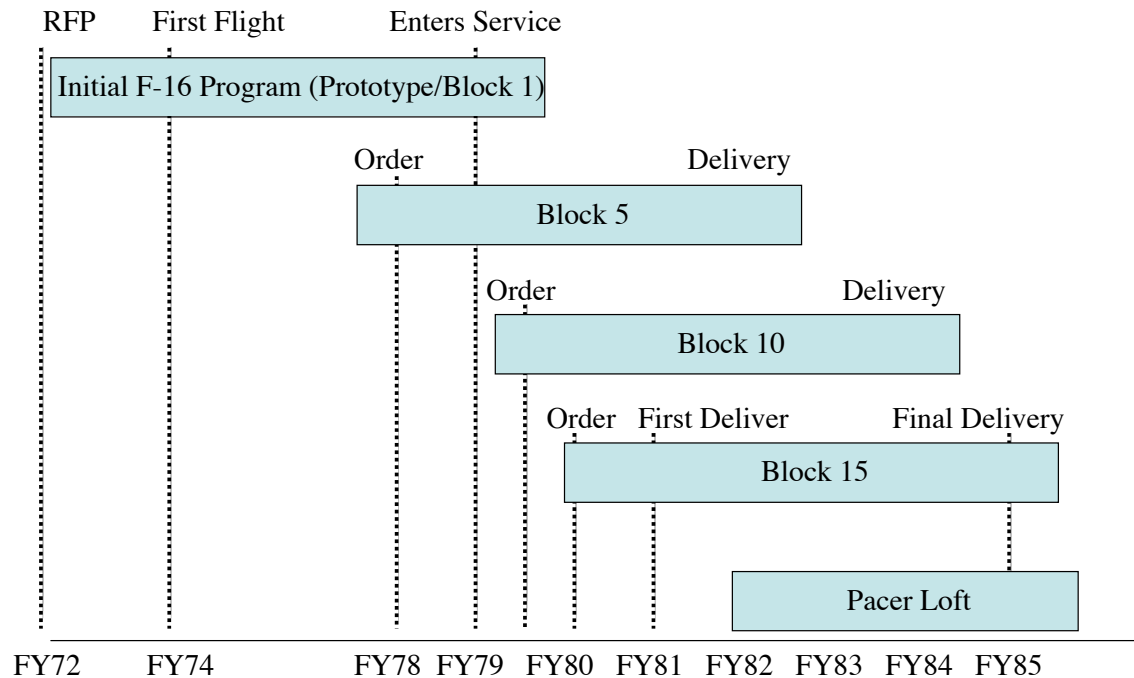 RFP First Flight Enters Service
Initial F-16 Program (Prototype/Block 1)
Order Delivery
Block 5
Order Delivery
Block 10
Order First Deliver Final Delivery
Block 15
Pacer Loft
FY72 FY74 FY78 FY79 FY80 FY81 FY82 FY83 FY84 FY85